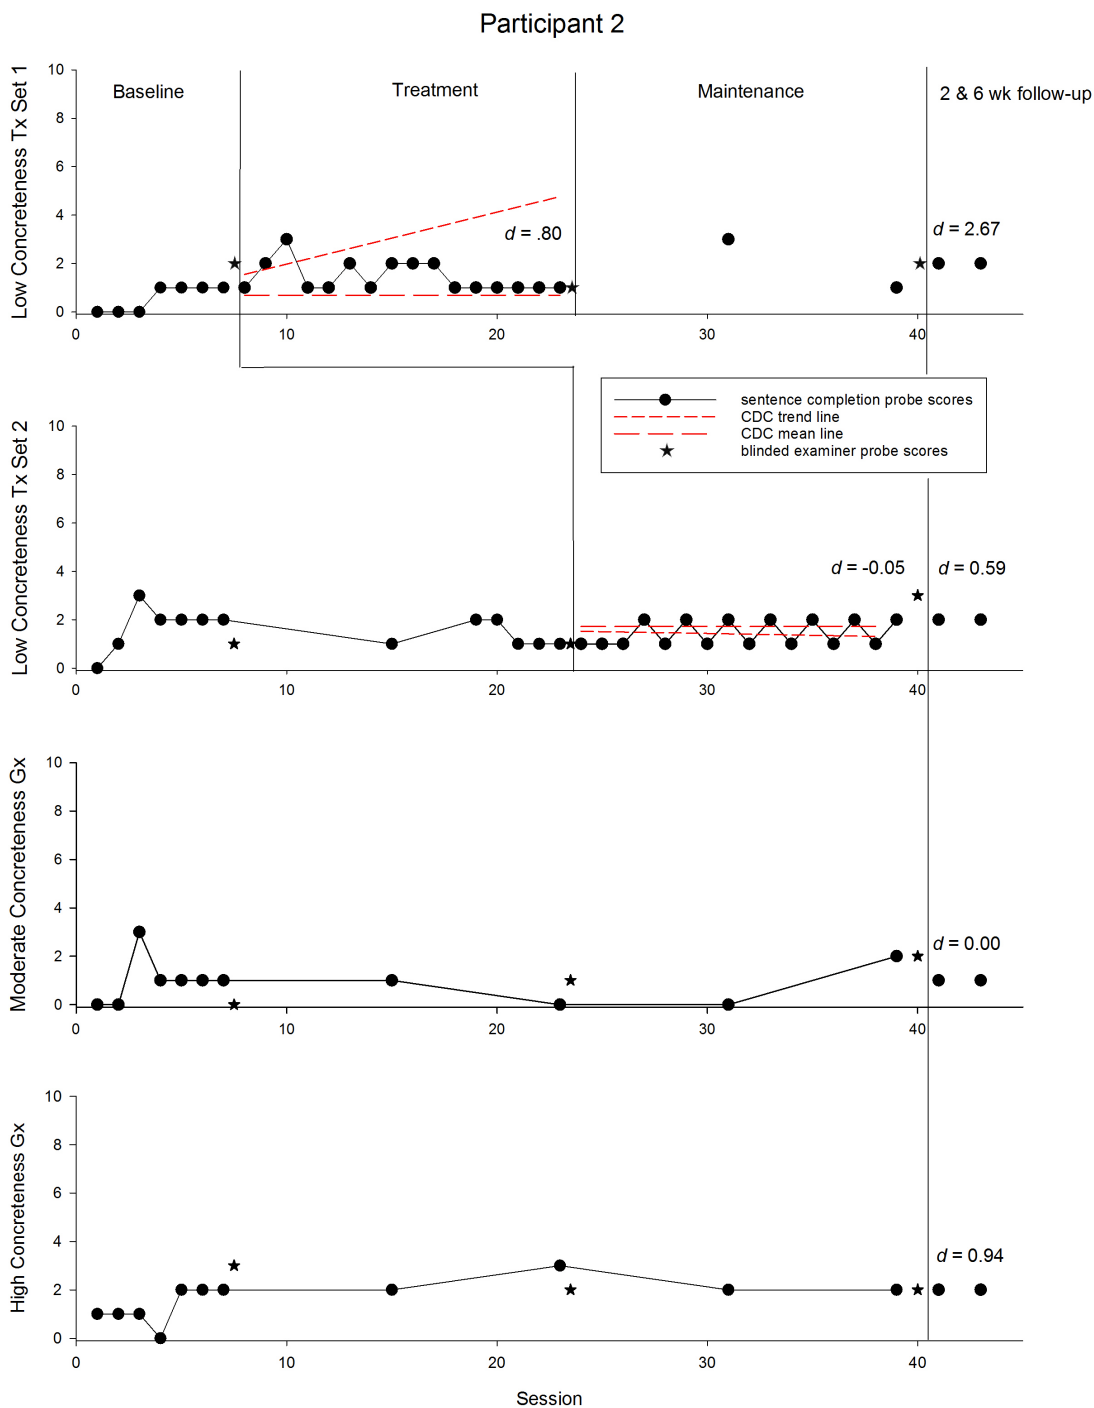 Participant 2
Low Concreteness Tx Set 1
10
8
6
4
2
0
Baseline
Treatment
Maintenance
2 & 6 wk follow-up
d = .80
d = 2.67
0
10
20
30
40
sentence completion probe scores
CDC trend line
CDC mean line
blinded examiner probe scores
Low Concreteness Tx Set 2
10
8
6
4
2
0
d = -0.05
d = 0.59
0
10
20
30
40
Moderate Concreteness Gx
10
8
6
4
2
0
d = 0.00
0
10
20
30
40
High Concreteness Gx
10
8
6
4
2
0
d = 0.94
0
10
20
30
40
Session